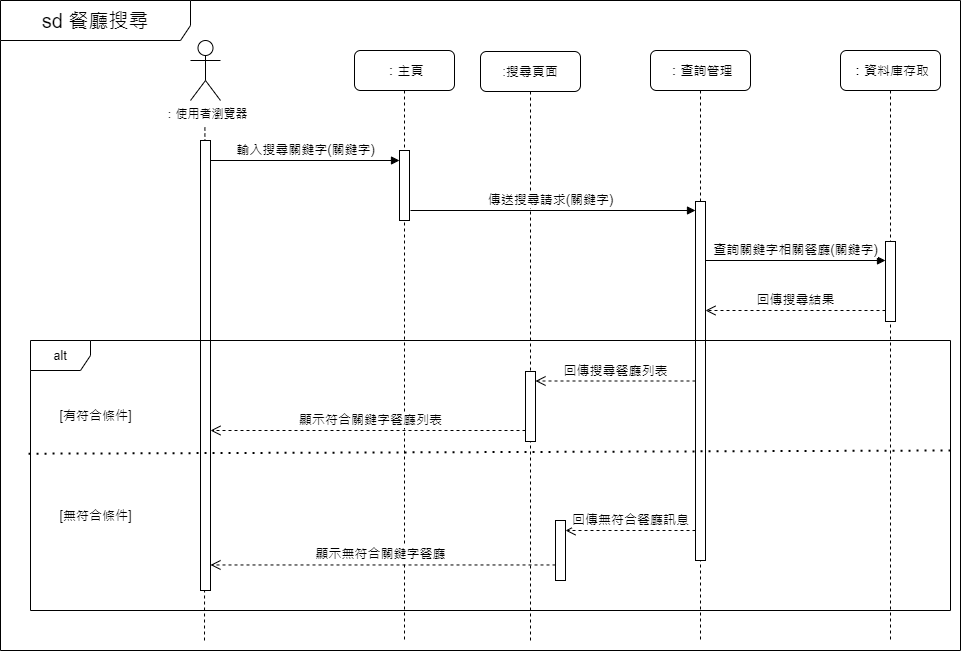 sd 餐廳搜尋
：使用者瀏覽器
：主頁
:搜尋頁面
：查詢管理
：資料庫存取
輸入搜尋關鍵字(關鍵字)
傳送搜尋請求(關鍵字)
查詢關鍵字相關餐廳(關鍵字)
回傳搜尋結果
alt
回傳搜尋餐廳列表
[有符合條件]
顯示符合關鍵字餐廳列表
[無符合條件]
回傳無符合餐廳訊息
顯示無符合關鍵字餐廳